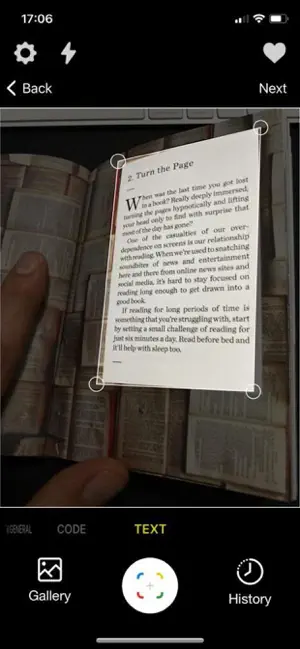 17:06
Back
Next
2. Turn the Page
When was the last time you got lost
in a book? Really deeply immersed,
turning the pages hypnotically and lifting
your head only to find with surprise that
most of the day has gone?
One of the casualties of our over-
dependence on screens is our relationship
with reading. When we're used to snatching
soundbites of news and entertainment
here and there from online news sites and
social media, it's hard to stay focused on
reading long enough to get drawn into a
good book.
If reading for long periods of time is
something that you're struggling with, start
by setting a small challenge of reading for
just six minutes a day. Read before bed and
it'll help with sleep too.
GENERAL
CODE
TEXT
Gallery
History